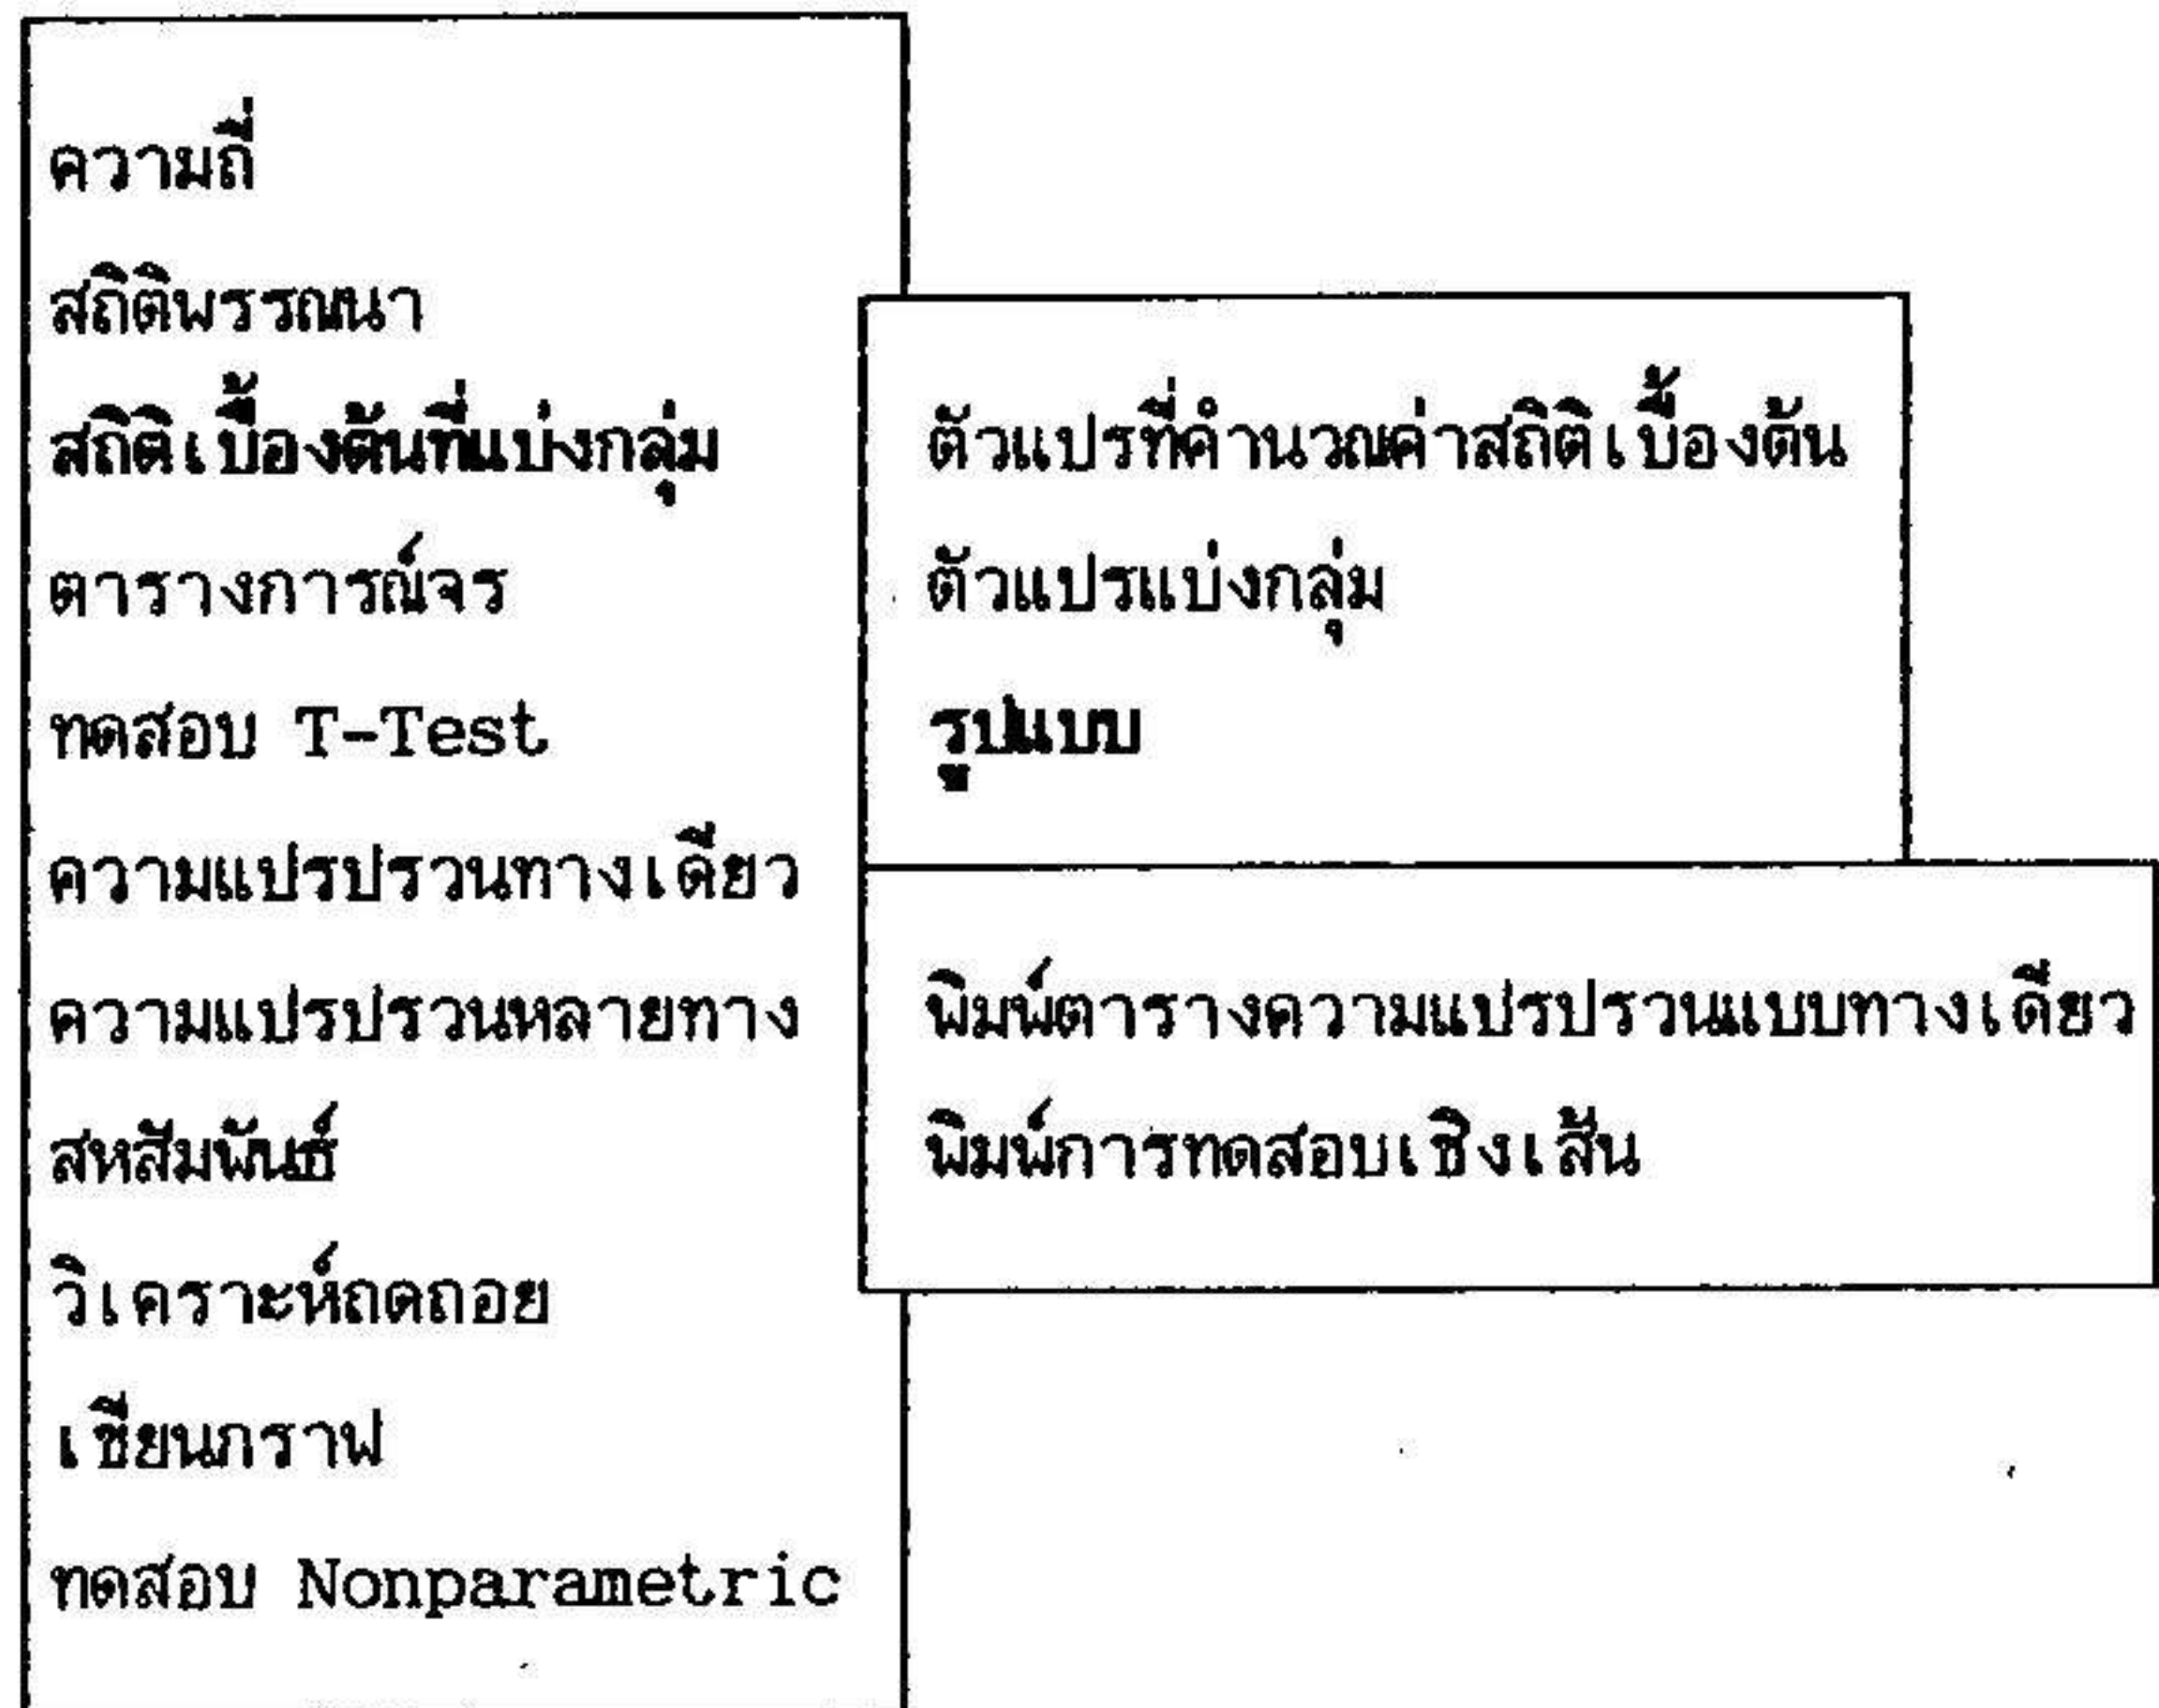 ความถี่
สถิติพรรณนา
สถิติเบื้องต้นที่แบ่งกลุ่ม
ตารางการณ์จร
ทดสอบ T-Test
ความแปรปรวนทางเดียว
ความแปรปรวนหลายทาง
สหสัมพันธ์
วิเคราะห์ถดถอย
เขียนกราฟ
ทดสอบ Nonparametric
ตัวแปรที่คำนวณค่าสถิติเบื้องต้น
ตัวแปรแบ่งกลุ่ม
รูปแบบ
พิมพ์ตารางความแปรปรวนแบบทางเดียว
พิมพ์การทดสอบเชิงเส้น